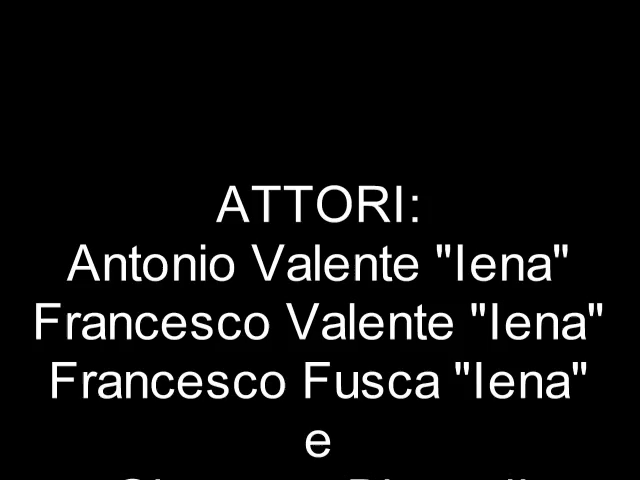 ATTORI:
Antonio Valente "Iena"
Francesco Valente "Iena"
Francesco Fusca "Iena"
e